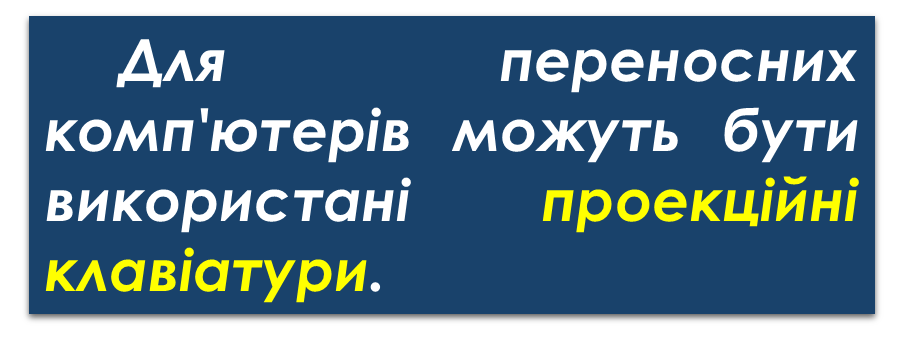 Для переносних
комп'ютерів можуть бути
використані проекційні
клавіатури.